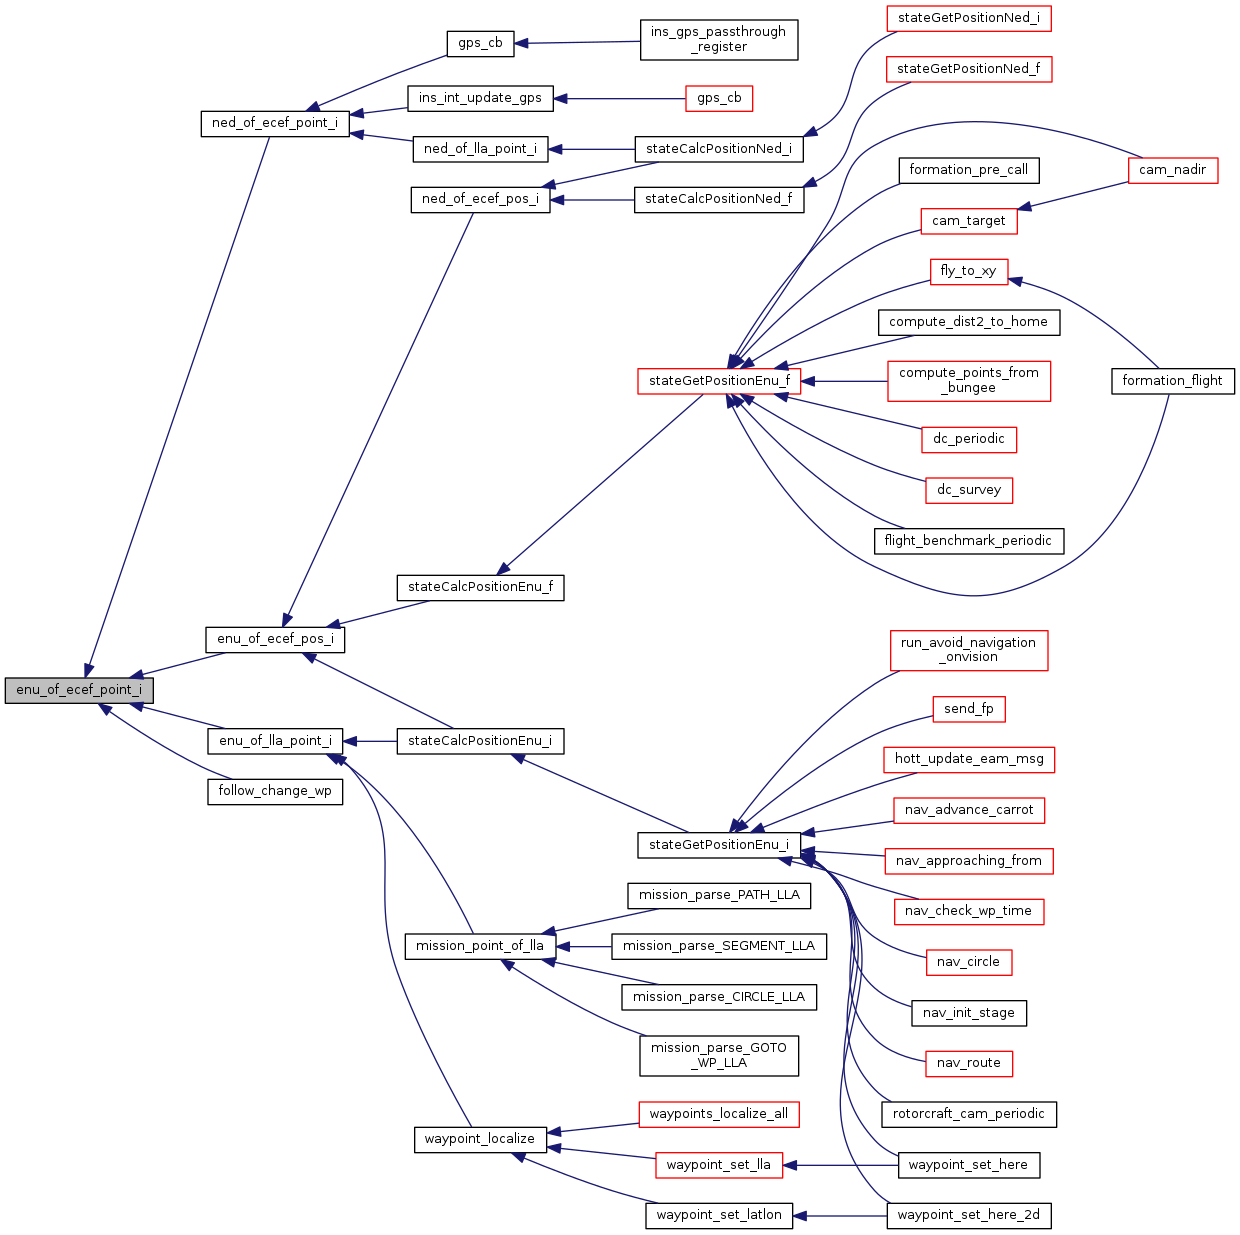 stateGetPositionNed_i
ins_gps_passthrough
_register
gps_cb
stateGetPositionNed_f
ins_int_update_gps
gps_cb
ned_of_ecef_point_i
ned_of_lla_point_i
stateCalcPositionNed_i
formation_pre_call
cam_nadir
ned_of_ecef_pos_i
stateCalcPositionNed_f
cam_target
fly_to_xy
compute_dist2_to_home
stateGetPositionEnu_f
compute_points_from
_bungee
formation_flight
dc_periodic
dc_survey
flight_benchmark_periodic
stateCalcPositionEnu_f
enu_of_ecef_pos_i
run_avoid_navigation
_onvision
enu_of_ecef_point_i
send_fp
enu_of_lla_point_i
stateCalcPositionEnu_i
hott_update_eam_msg
follow_change_wp
nav_advance_carrot
stateGetPositionEnu_i
nav_approaching_from
mission_parse_PATH_LLA
nav_check_wp_time
mission_point_of_lla
mission_parse_SEGMENT_LLA
nav_circle
mission_parse_CIRCLE_LLA
nav_init_stage
mission_parse_GOTO
_WP_LLA
nav_route
waypoints_localize_all
rotorcraft_cam_periodic
waypoint_localize
waypoint_set_lla
waypoint_set_here
waypoint_set_latlon
waypoint_set_here_2d